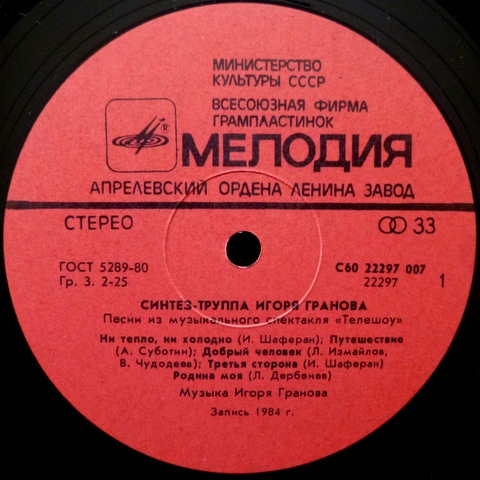 МИНИСТЕРСТВО
КУЛЬТУРЫ СССР
ВСЕСОЮЗНАЯ ФИРМА
ГРАМПЛАСТИНОК
МЕЛОДИЯ
АПРЕЛЕВСКИЙ ОРДЕНА ЛЕНИНА ЗАВОД
СТЕРЕО 33
ГОСТ 5289-80 С60 22297 007
Гр. 3. 2-25 22297 1
СИНТЕЗ-ТРУППА ИГОРЯ ГРАНОВА
Песни из музыкального спектакля «Телешоу»
Ни тепло, ни холодно (И. Шаферан); Путешествие
(А. Субботин); Добрый человек (Л. Измайлов,
В. Чудодеев); Третья сторона (И. Шаферан)
Родина моя (Л. Дербенев)
Музыка Игоря Гранова
Запись 1984 г.